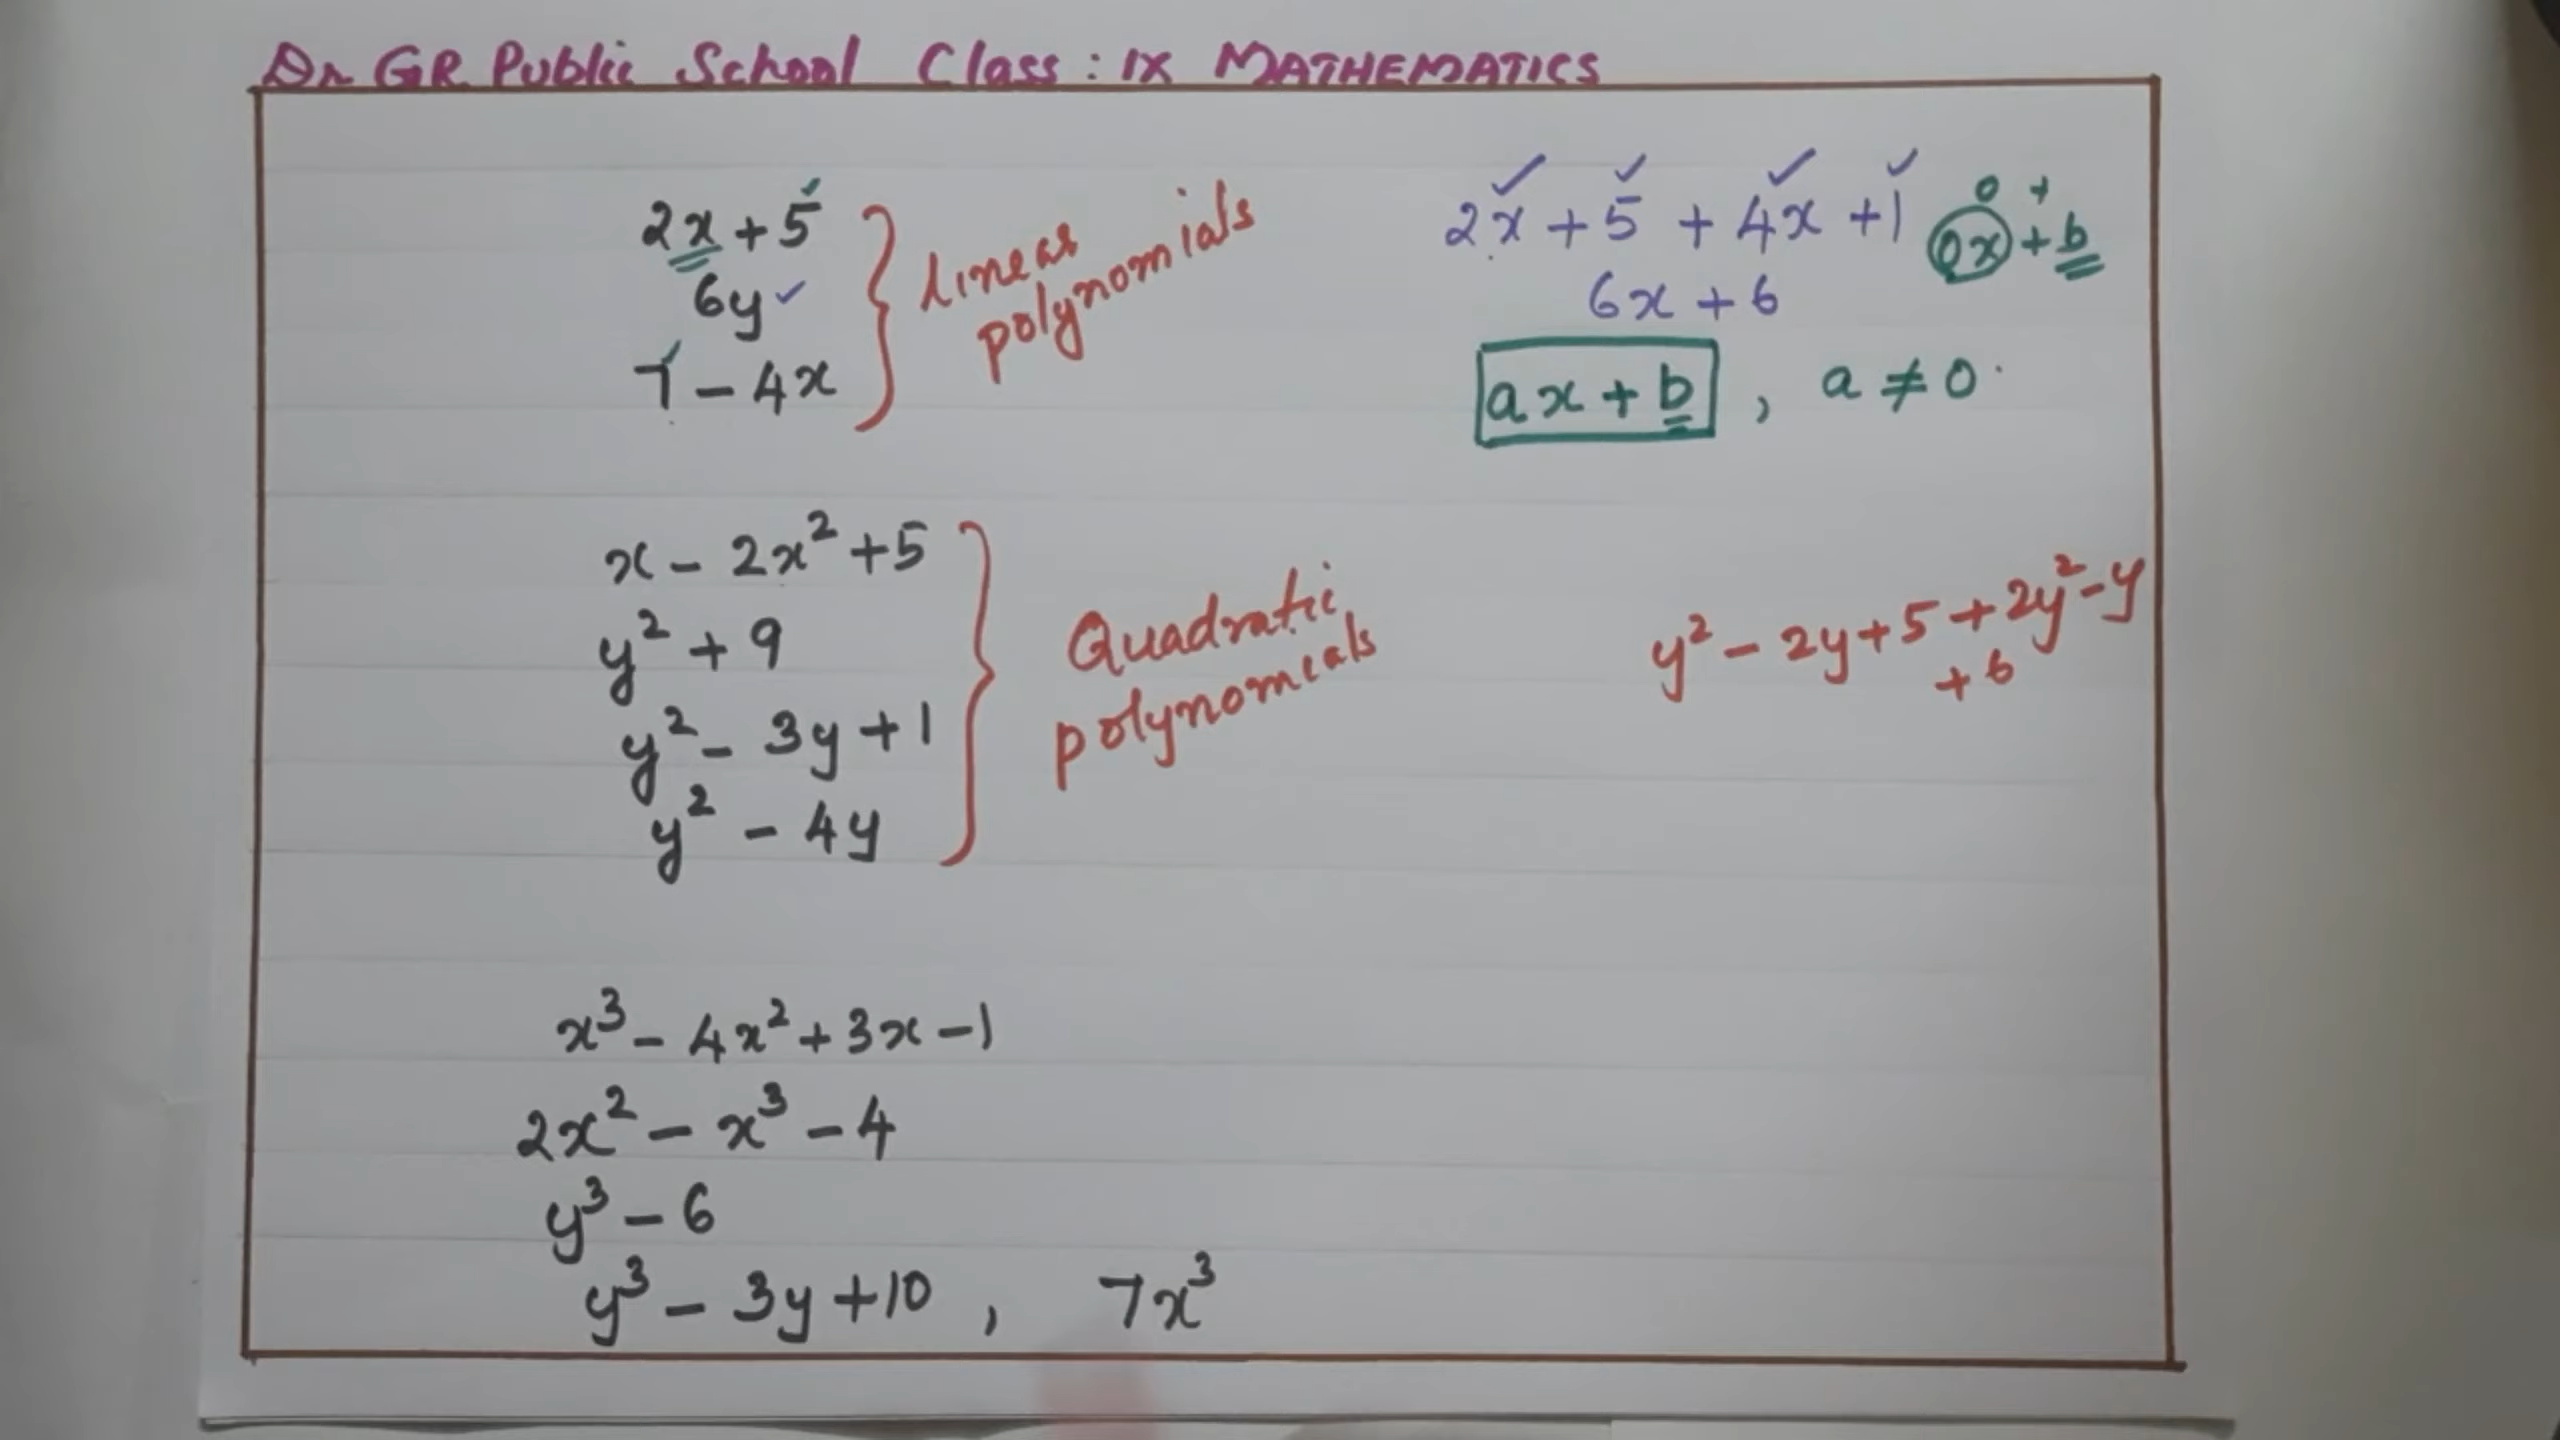 Dr GR Public School Class : IX MATHEMATICS
2x + 5
6y
7 - 4x
Linear
polynomials
2x + 5 + 4x + 1
6x + 6
0 +
0x + b
ax + b , a ≠ 0
x - 2x² + 5
y² + 9
y² - 3y + 1
y² - 4y
Quadratic
polynomials
y² - 2y + 5 + 2y² - y
+ 6
x³ - 4x² + 3x - 1
2x² - x³ - 4
y³ - 6
y³ - 3y + 10 , 7x³